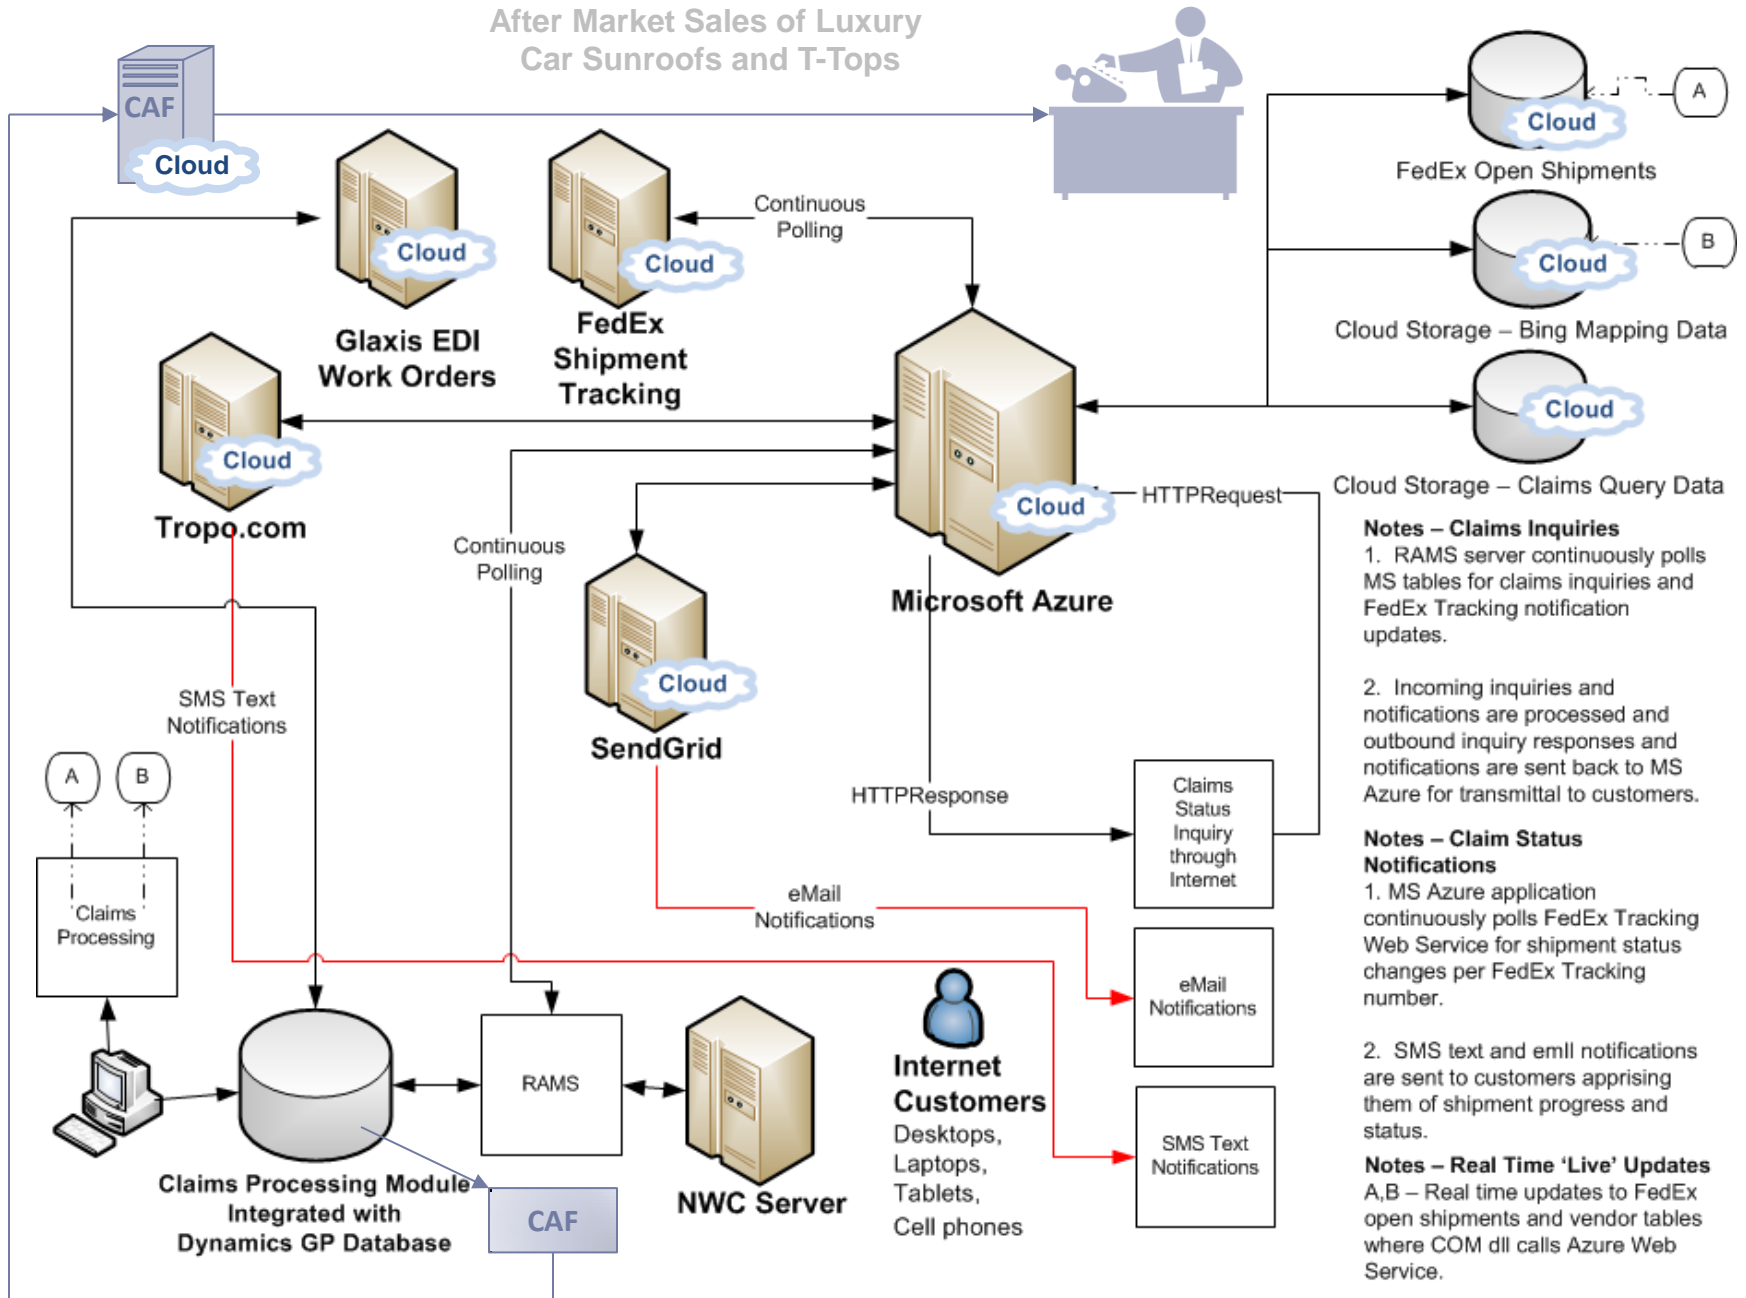 After Market Sales of Luxury
Car Sunroofs and T-Tops
CAF
Cloud
Cloud
Glaxis EDI
Work Orders
Cloud
FedEx
Shipment
Tracking
Continuous
Polling
Cloud
FedEx Open Shipments
A
Cloud
Cloud Storage – Bing Mapping Data
B
Cloud
Cloud Storage – Claims Query Data
Cloud
Tropo.com
Cloud
Microsoft Azure
HTTPRequest
Continuous
Polling
Cloud
SendGrid
SMS Text
Notifications
HTTPResponse
Claims
Status
Inquiry
through
Internet
eMail
Notifications
eMail
Notifications
SMS Text
Notifications
A
B
Claims
Processing
RAMS
Claims Processing Module
Integrated with
Dynamics GP Database
CAF
NWC Server
Internet
Customers
Desktops,
Laptops,
Tablets,
Cell phones
Notes – Claims Inquiries
1. RAMS server continuously polls
MS tables for claims inquiries and
FedEx Tracking notification
updates.
2. Incoming inquiries and
notifications are processed and
outbound inquiry responses and
notifications are sent back to MS
Azure for transmittal to customers.
Notes – Claim Status
Notifications
1. MS Azure application
continuously polls FedEx Tracking
Web Service for shipment status
changes per FedEx Tracking
number.
2. SMS text and emll notifications
are sent to customers apprising
them of shipment progress and
status.
Notes – Real Time ‘Live’ Updates
A,B – Real time updates to FedEx
open shipments and vendor tables
where COM dll calls Azure Web
Service.